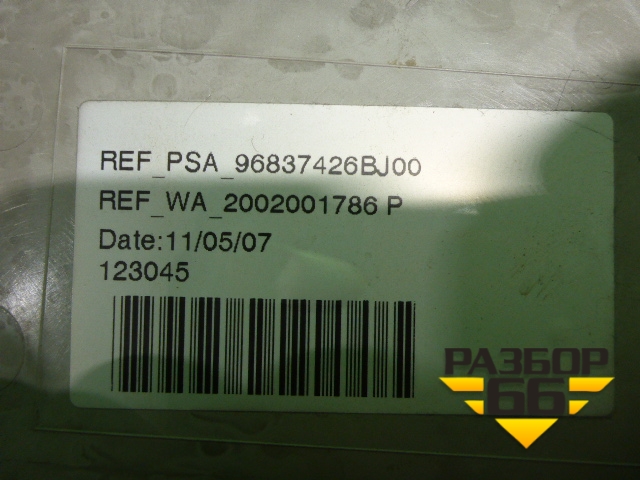 REF_PSA_96837426BJ00
REF_WA_2002001786 P
Date:11/05/07
123045
РАЗБОР
66